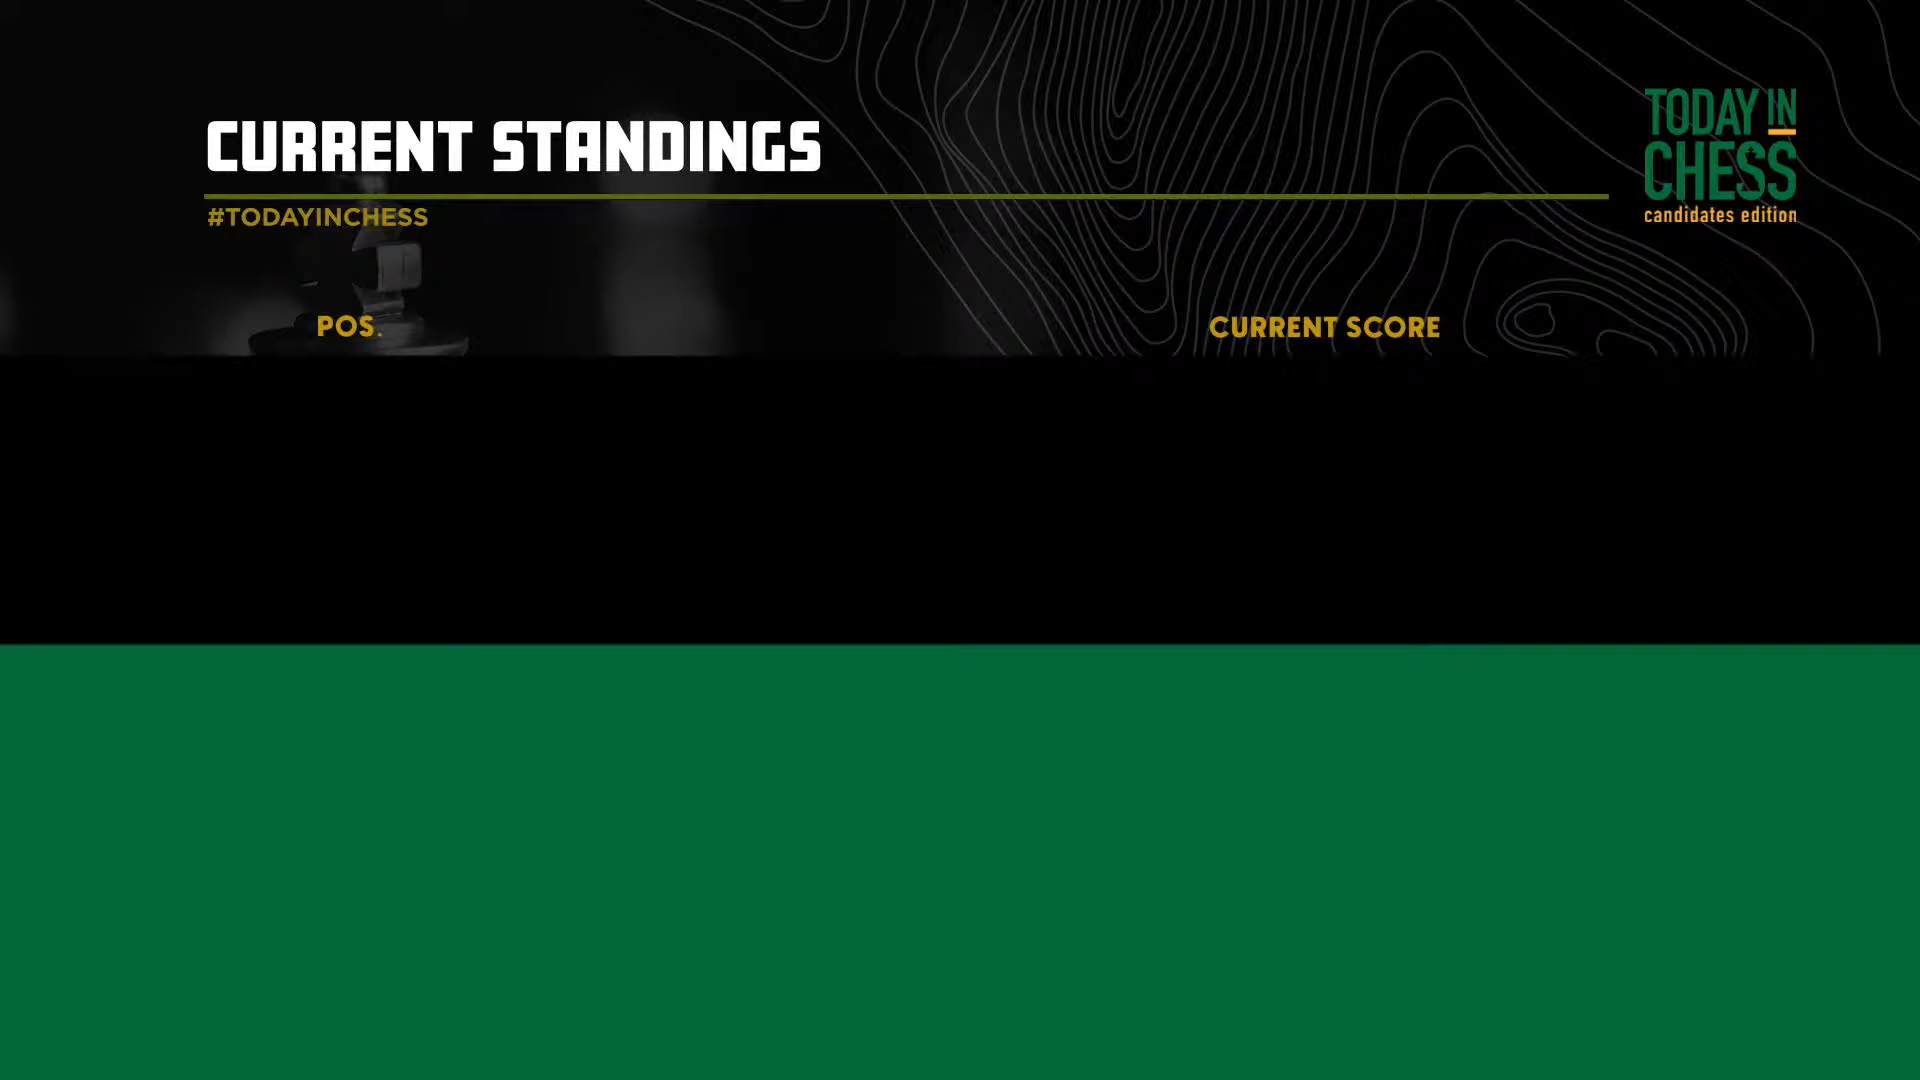 CURRENT STANDINGS
#TODAYINCHESS
TODAY IN
CHESS
candidates edition
POS.
CURRENT SCORE